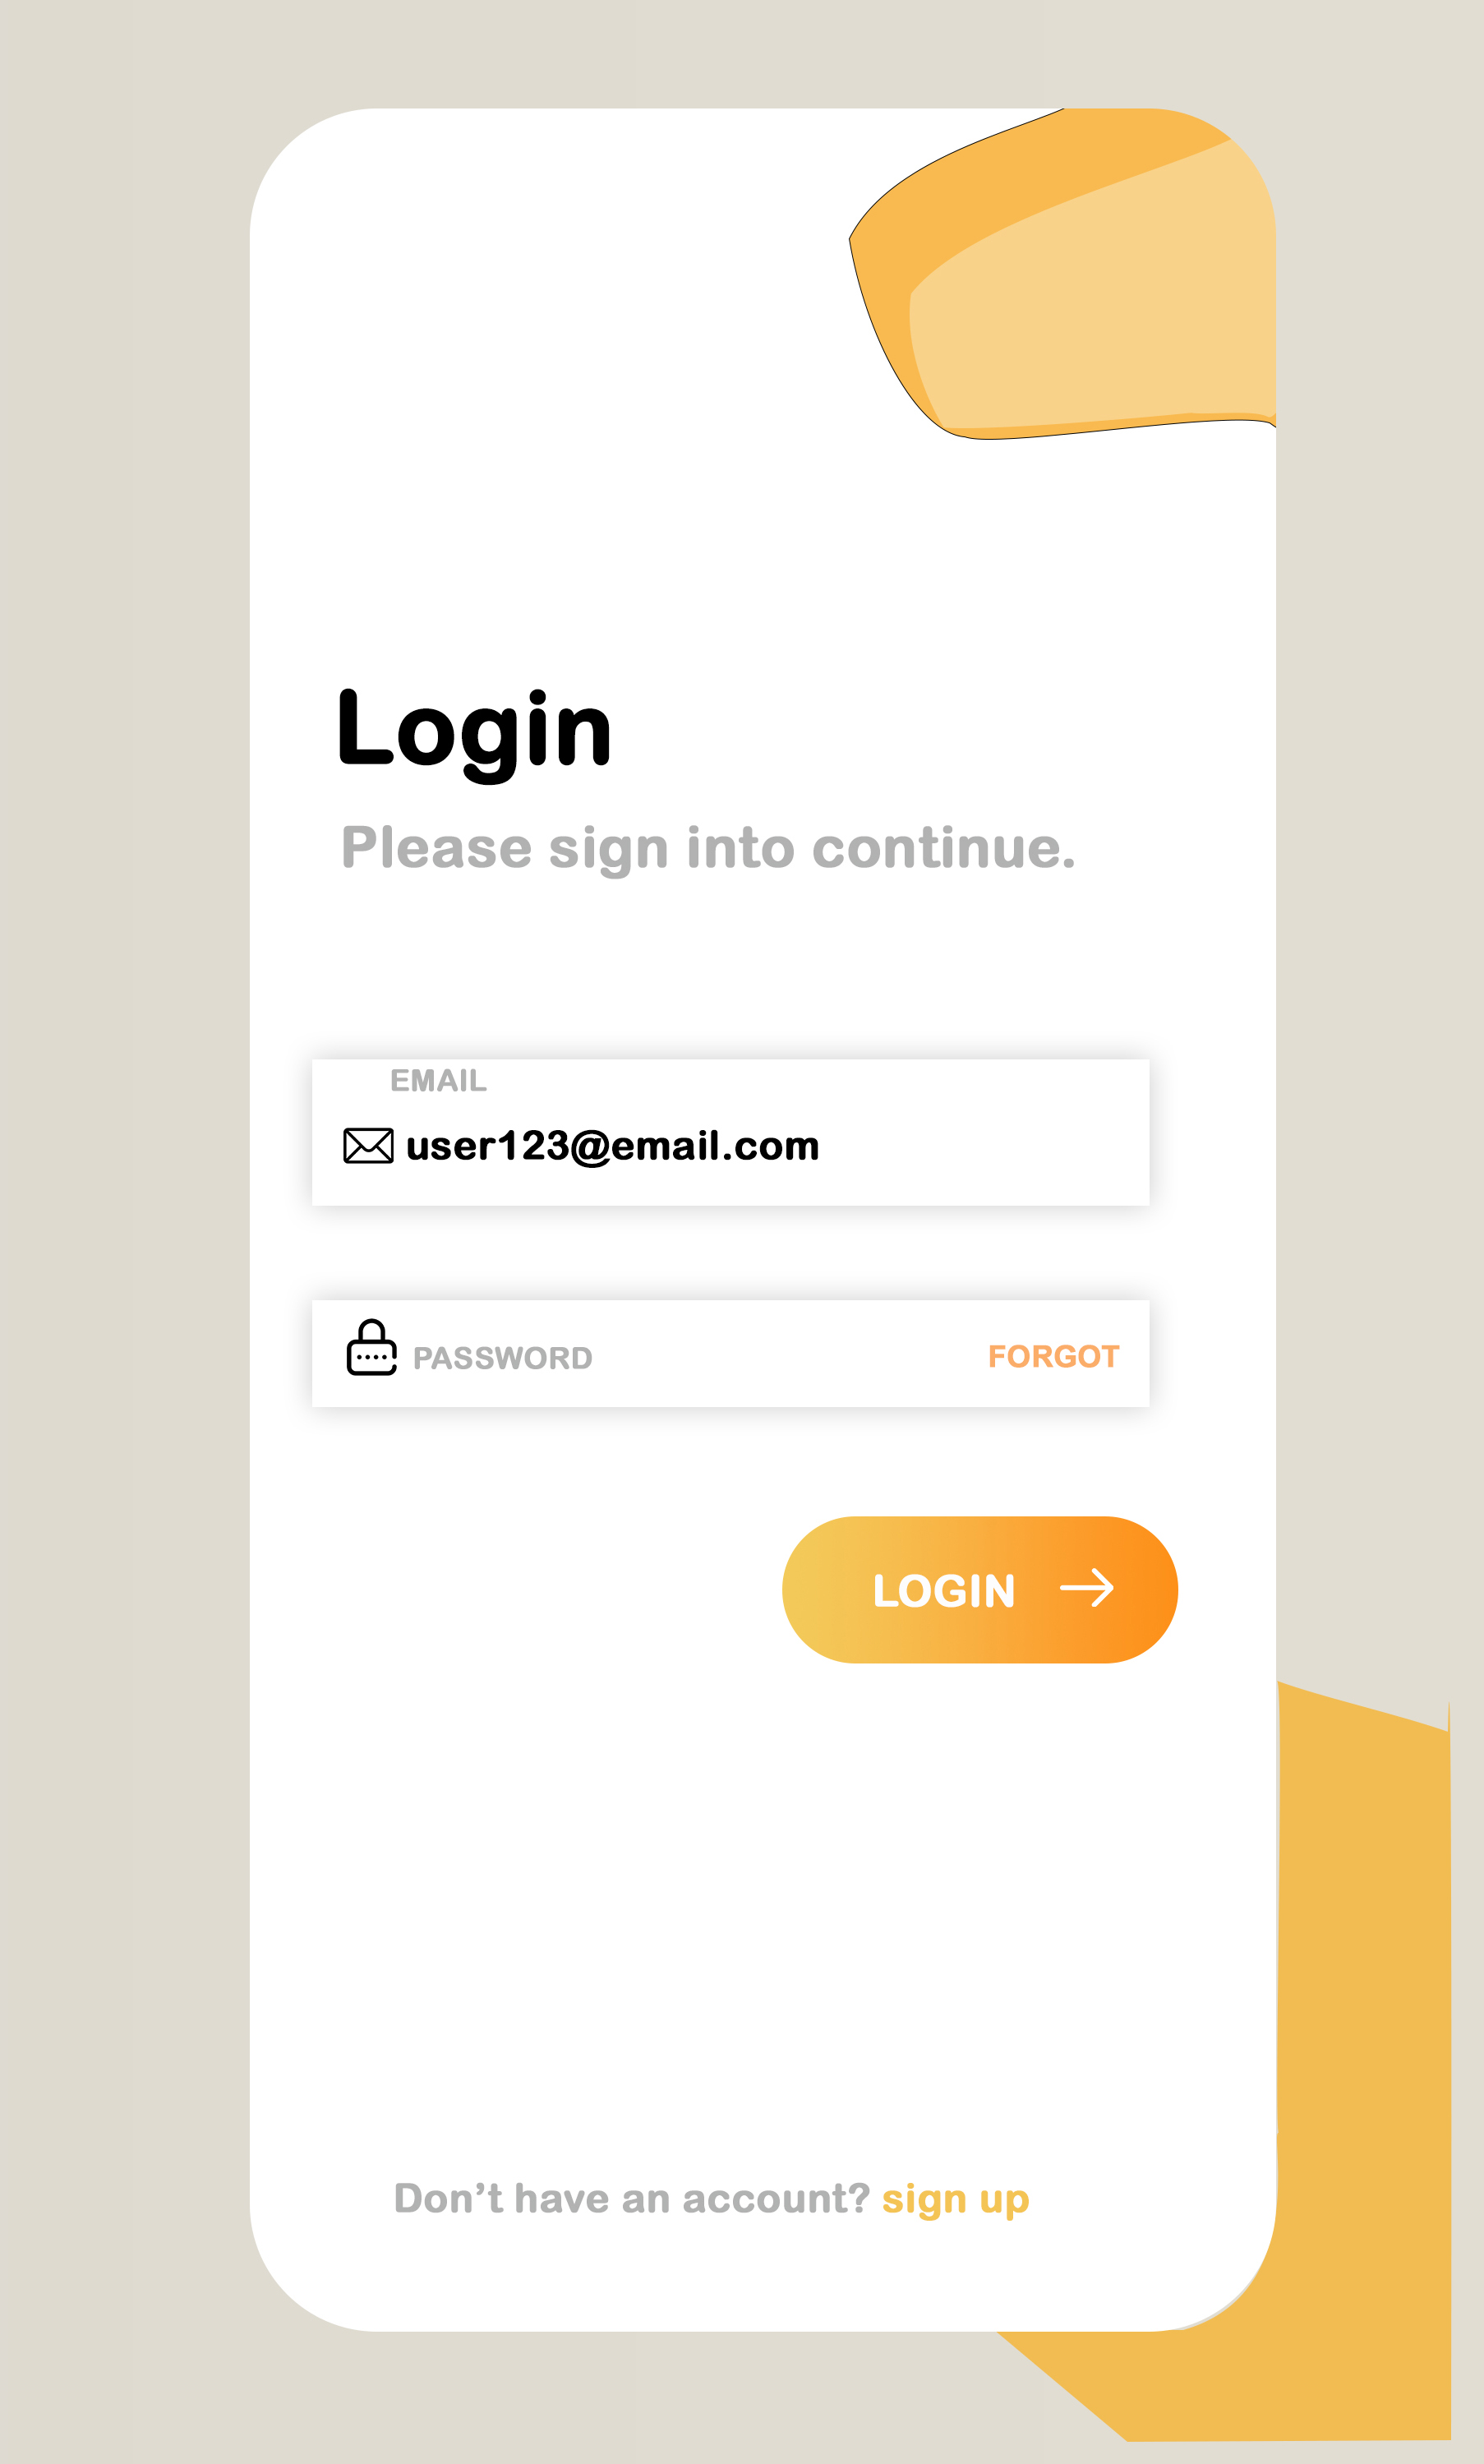 Login
Please sign into continue.
EMAIL
user123@email.com
PASSWORD FORGOT
LOGIN
Don’t have an account? sign up